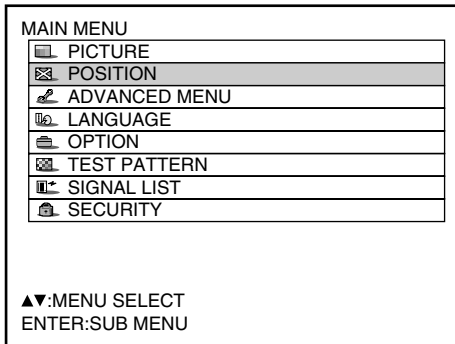 MAIN MENU
PICTURE
POSITION
ADVANCED MENU
LANGUAGE
OPTION
TEST PATTERN
SIGNAL LIST
SECURITY
▲▼:MENU SELECT
ENTER:SUB MENU